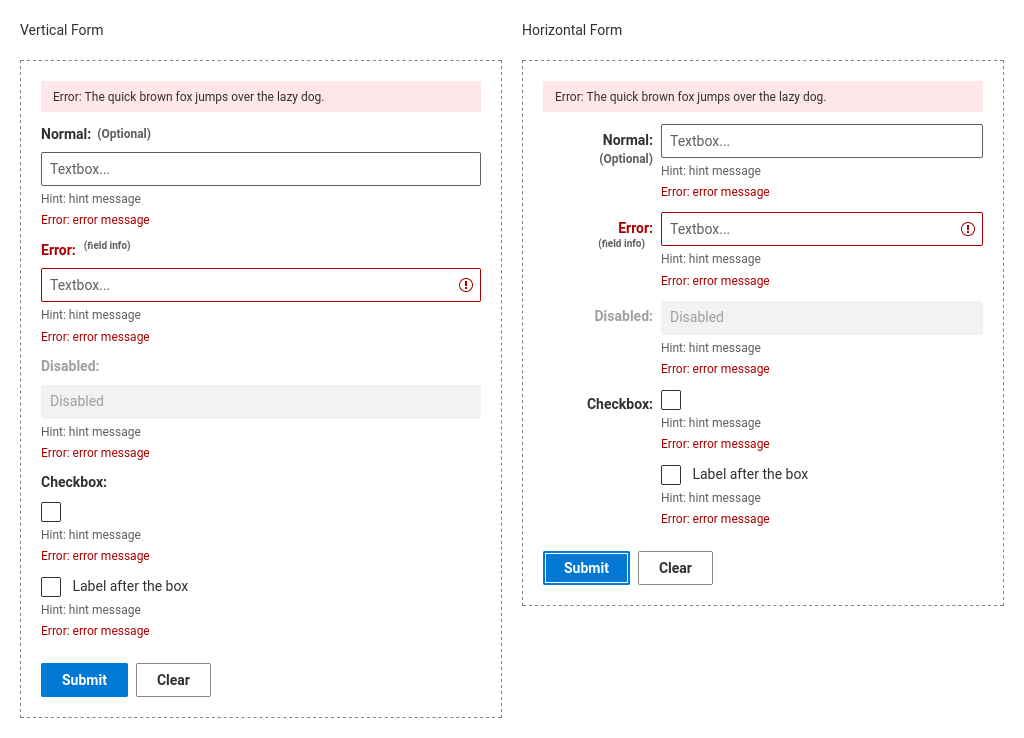 Vertical Form
Error: The quick brown fox jumps over the lazy dog.
Normal: (Optional)
Textbox...
Hint: hint message
Error: error message
Error: (field info)
Textbox...
Hint: hint message
Error: error message
Disabled:
Disabled
Hint: hint message
Error: error message
Checkbox:
Hint: hint message
Error: error message
Label after the box
Hint: hint message
Error: error message
Submit Clear
Horizontal Form
Error: The quick brown fox jumps over the lazy dog.
Normal: Textbox...
(Optional)
Hint: hint message
Error: error message
Error: Textbox...
(field info)
Hint: hint message
Error: error message
Disabled: Disabled
Hint: hint message
Error: error message
Checkbox:
Hint: hint message
Error: error message
Label after the box
Hint: hint message
Error: error message
Submit Clear